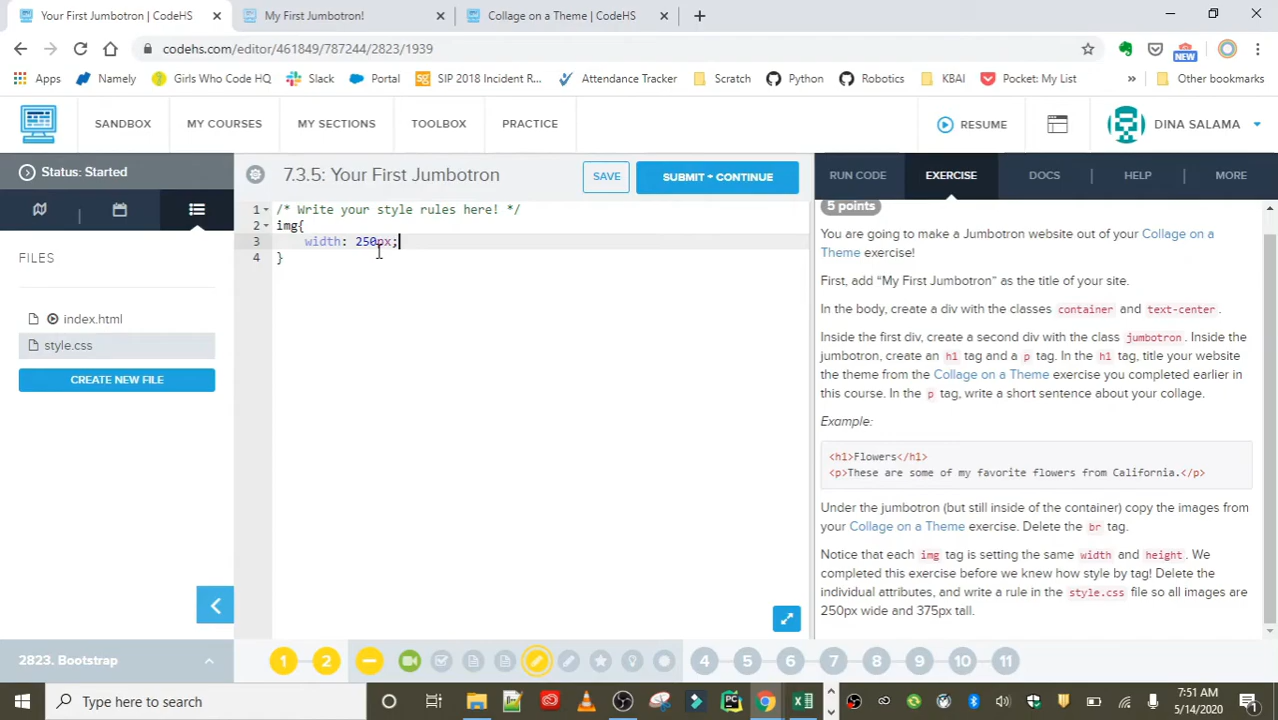 Your First Jumbotron | CodeHS
My First Jumbotron!
Collage on a Theme | CodeHS
codehs.com/editor/461849/787244/2823/1939
NEW
Apps
Namely
Girls Who Code HQ
Slack
Portal
SIP 2018 Incident R...
Attendance Tracker
Scratch
Python
Robotics
KBAI
Pocket: My List
»
Other bookmarks
SANDBOX
MY COURSES
MY SECTIONS
TOOLBOX
PRACTICE
RESUME
DINA SALAMA
Status: Started
7.3.5: Your First Jumbotron
SAVE
SUBMIT + CONTINUE
RUN CODE
EXERCISE
DOCS
HELP
MORE
FILES
index.html
style.css
CREATE NEW FILE
1 /* Write your style rules here! */
2 img{
3 width: 250px;
4 }
5 points
You are going to make a Jumbotron website out of your Collage on a
Theme exercise!
First, add “My First Jumbotron” as the title of your site.
In the body, create a div with the classes container and text-center .
Inside the first div, create a second div with the class jumbotron . Inside the
jumbotron, create an h1 tag and a p tag. In the h1 tag, title your website
the theme from the Collage on a Theme exercise you completed earlier in
this course. In the p tag, write a short sentence about your collage.
Example:
<h1>Flowers</h1>
<p>These are some of my favorite flowers from California.</p>
Under the jumbotron (but still inside of the container) copy the images from
your Collage on a Theme exercise. Delete the br tag.
Notice that each img tag is setting the same width and height . We
completed this exercise before we knew how style by tag! Delete the
individual attributes, and write a rule in the style.css file so all images are
250px wide and 375px tall.
2823. Bootstrap
1 2 4 5 6 7 8 9 10 11
Type here to search
7:51 AM
5/14/2020